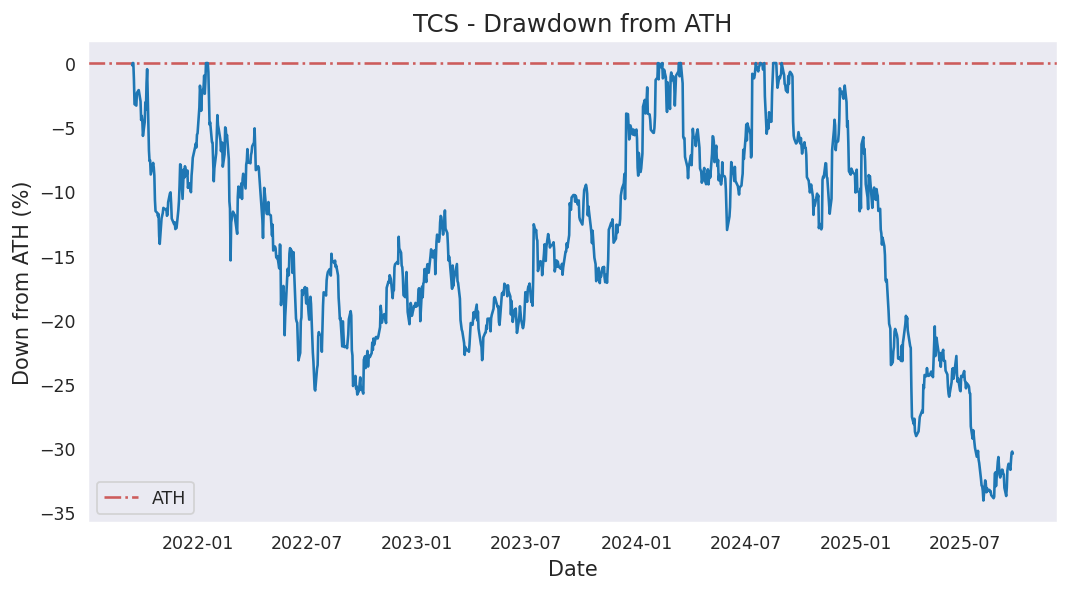 TCS - Drawdown from ATH
Down from ATH (%)
0
−5
−10
−15
−20
−25
−30
−35
ATH
2022-01 2022-07 2023-01 2023-07 2024-01 2024-07 2025-01 2025-07
Date